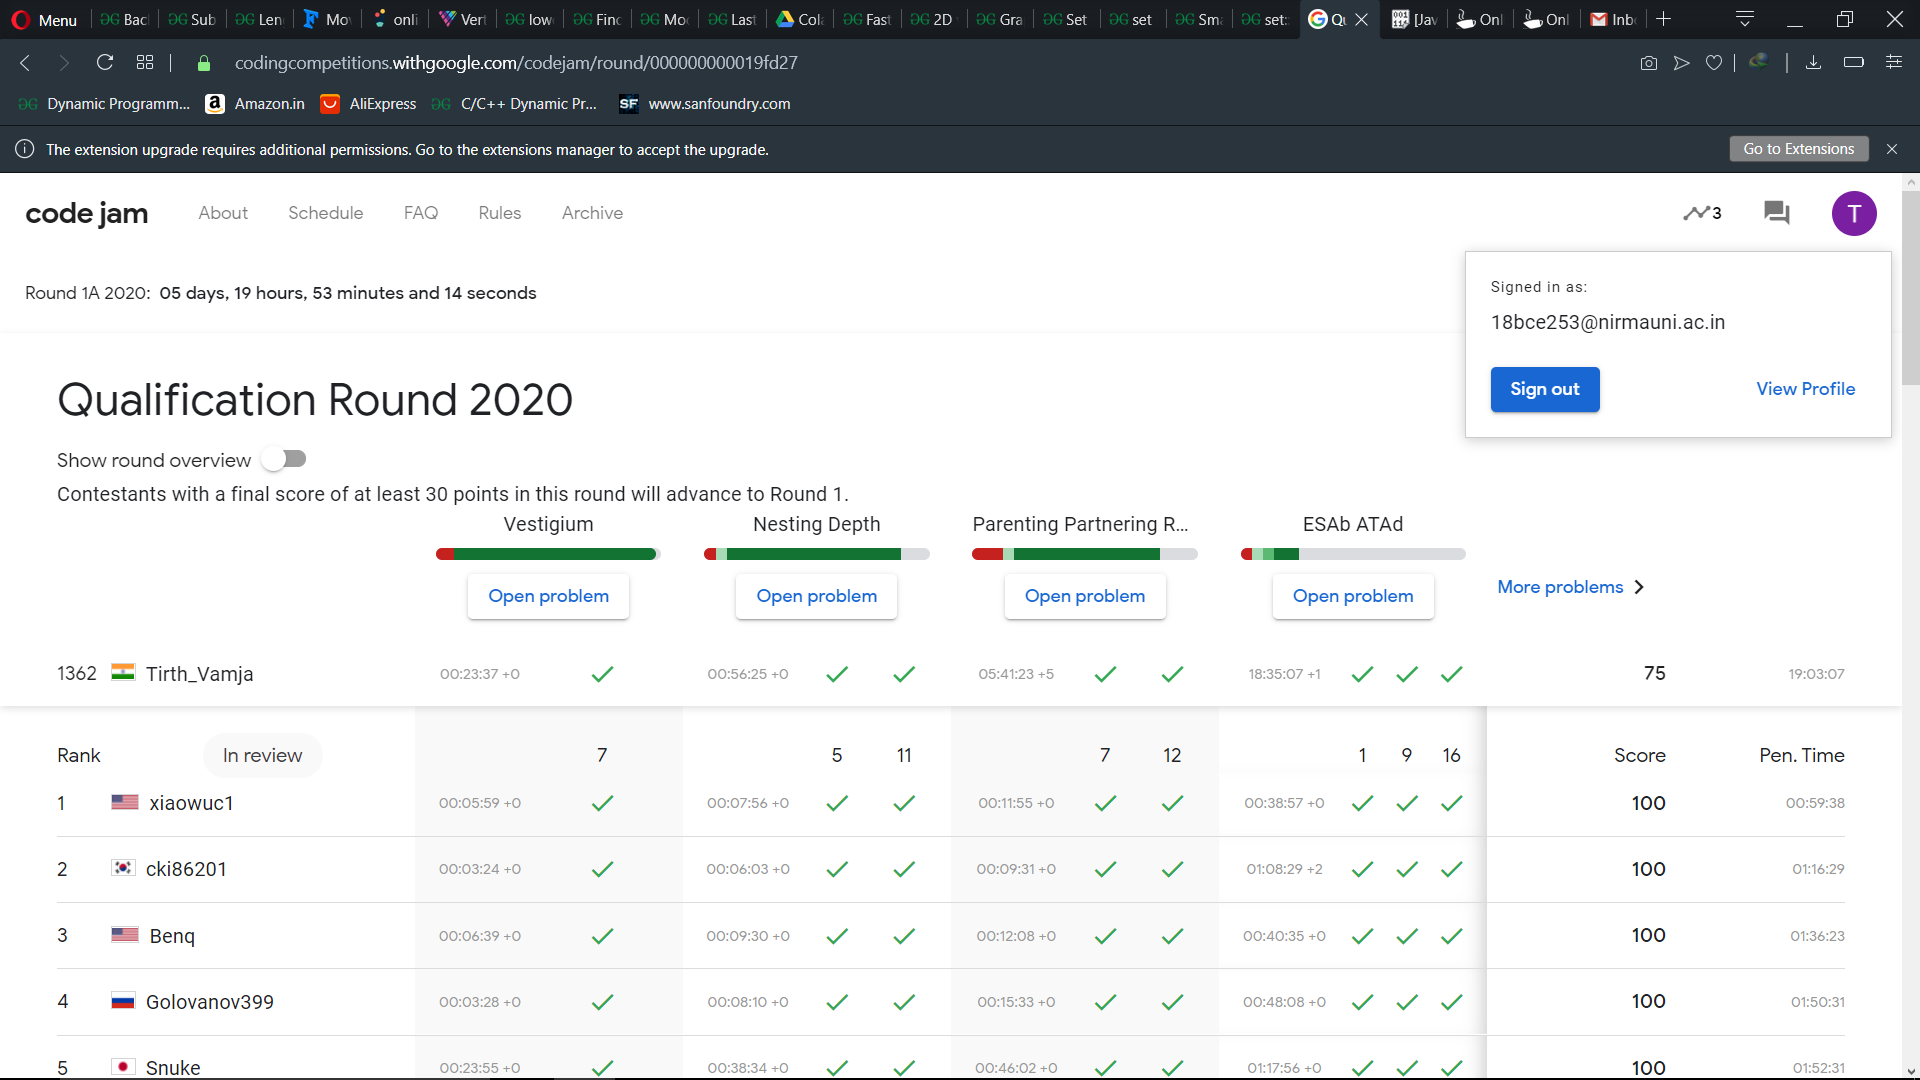 Menu Bac Sub Len Mov onli Vert low Finc Moc Last Cola Fast 2D Gra Set set Sma set: Qu [Jav Onl Onl Inb
codingcompetitions.withgoogle.com/codejam/round/000000000019fd27
Dynamic Programm... Amazon.in AliExpress C/C++ Dynamic Pr... SF www.sanfoundry.com
The extension upgrade requires additional permissions. Go to the extensions manager to accept the upgrade. Go to Extensions
code jam About Schedule FAQ Rules Archive 3 T
Signed in as:
Round 1A 2020: 05 days, 19 hours, 53 minutes and 14 seconds
18bce253@nirmauni.ac.in
Sign out View Profile
Qualification Round 2020
Show round overview
Contestants with a final score of at least 30 points in this round will advance to Round 1.
Vestigium Nesting Depth Parenting Partnering R... ESAb ATAd
Open problem Open problem Open problem Open problem More problems
1362 Tirth_Vamja 00:23:37 +0 00:56:25 +0 05:41:23 +5 18:35:07 +1 75 19:03:07
Rank In review 7 5 11 7 12 1 9 16 Score Pen. Time
1 xiaowuc1 00:05:59 +0 00:07:56 +0 00:11:55 +0 00:38:57 +0 100 00:59:38
2 cki86201 00:03:24 +0 00:06:03 +0 00:09:31 +0 01:08:29 +2 100 01:16:29
3 Benq 00:06:39 +0 00:09:30 +0 00:12:08 +0 00:40:35 +0 100 01:36:23
4 Golovanov399 00:03:28 +0 00:08:10 +0 00:15:33 +0 00:48:08 +0 100 01:50:31
5 Snuke 00:23:55 +0 00:38:34 +0 00:46:02 +0 01:17:56 +0 100 01:52:31